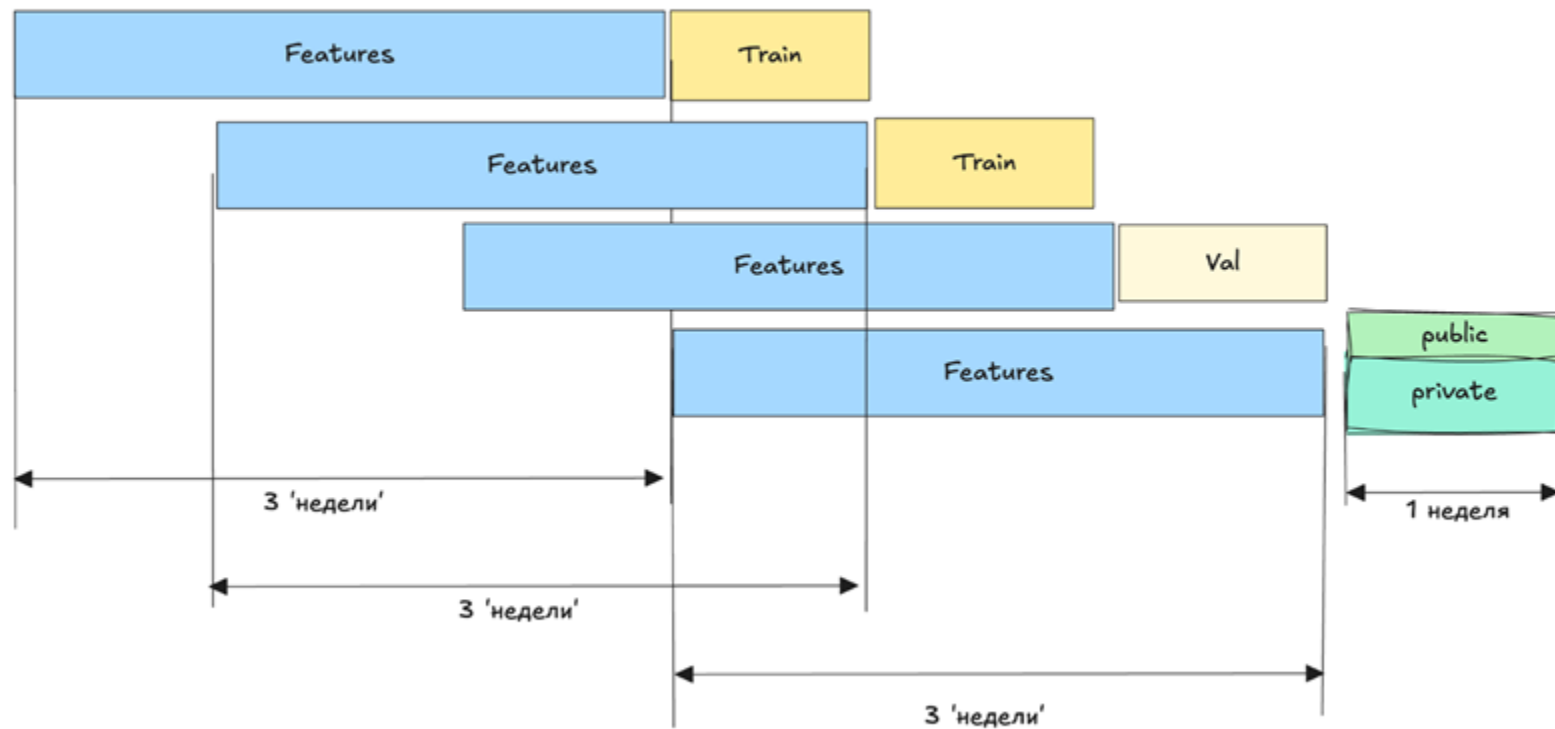 Features
Train
Features
Train
Features
Val
Features
public
private
3 'недели'
1 неделя
3 'недели'
3 'недели'